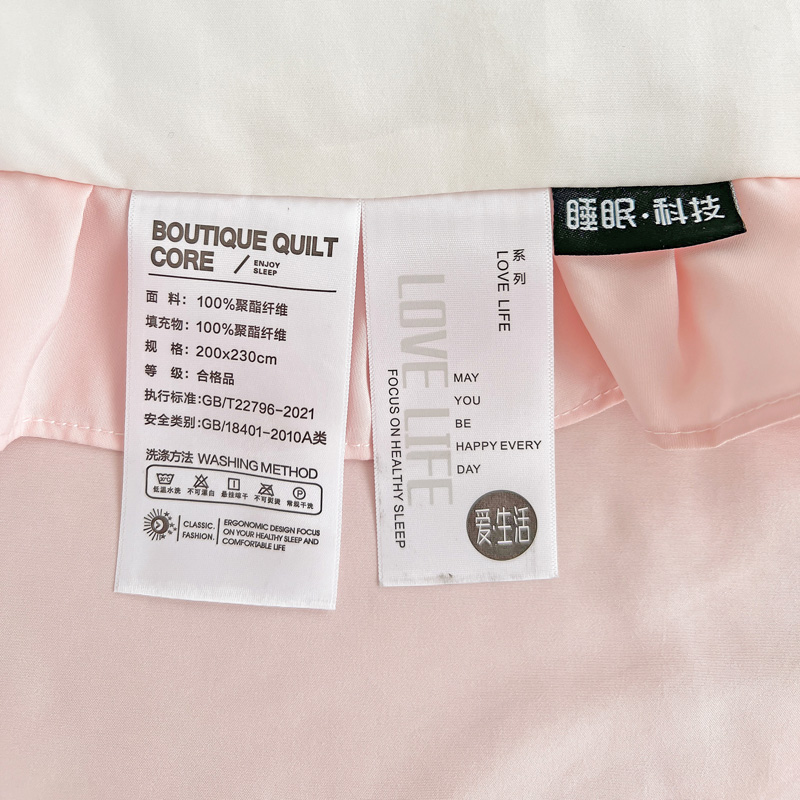 BOUTIQUE QUILT
CORE / ENJOY
SLEEP
面 料：100%聚酯纤维
填充物：100%聚酯纤维
规 格：200x230cm
等 级：合格品
执行标准:GB/T22796-2021
安全类别:GB/18401-2010A类
洗涤方法 WASHING METHOD
低温水洗 不可漂白 悬挂晾干 不可熨烫 常规干洗
CLASSIC.
FASHION.
ERGONOMIC DESIGN FOCUS
ON YOUR HEALTHY SLEEP AND
COMFORTABLE LIFE
系列
LOVE LIFE
LOVE LIFE
FOCUS ON HEALTHY SLEEP
MAY
YOU
BE
HAPPY EVERY
DAY
爱·生活
睡眠·科技